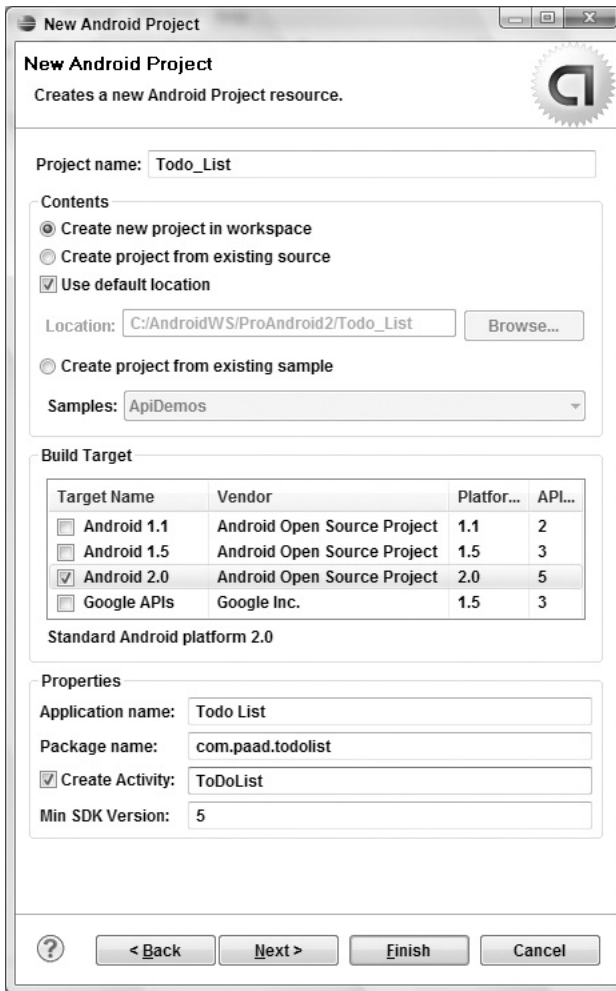 New Android Project
New Android Project
Creates a new Android Project resource.
Project name: Todo_List
Contents
Create new project in workspace
Create project from existing source
Use default location
Location: C:/AndroidWS/ProAndroid2/Todo_List Browse...
Create project from existing sample
Samples: ApiDemos
Build Target
Target Name Vendor Platfor... API...
Android 1.1 Android Open Source Project 1.1 2
Android 1.5 Android Open Source Project 1.5 3
Android 2.0 Android Open Source Project 2.0 5
Google APIs Google Inc. 1.5 3
Standard Android platform 2.0
Properties
Application name: Todo List
Package name: com.paad.todolist
Create Activity: ToDoList
Min SDK Version: 5
? < Back Next > Finish Cancel